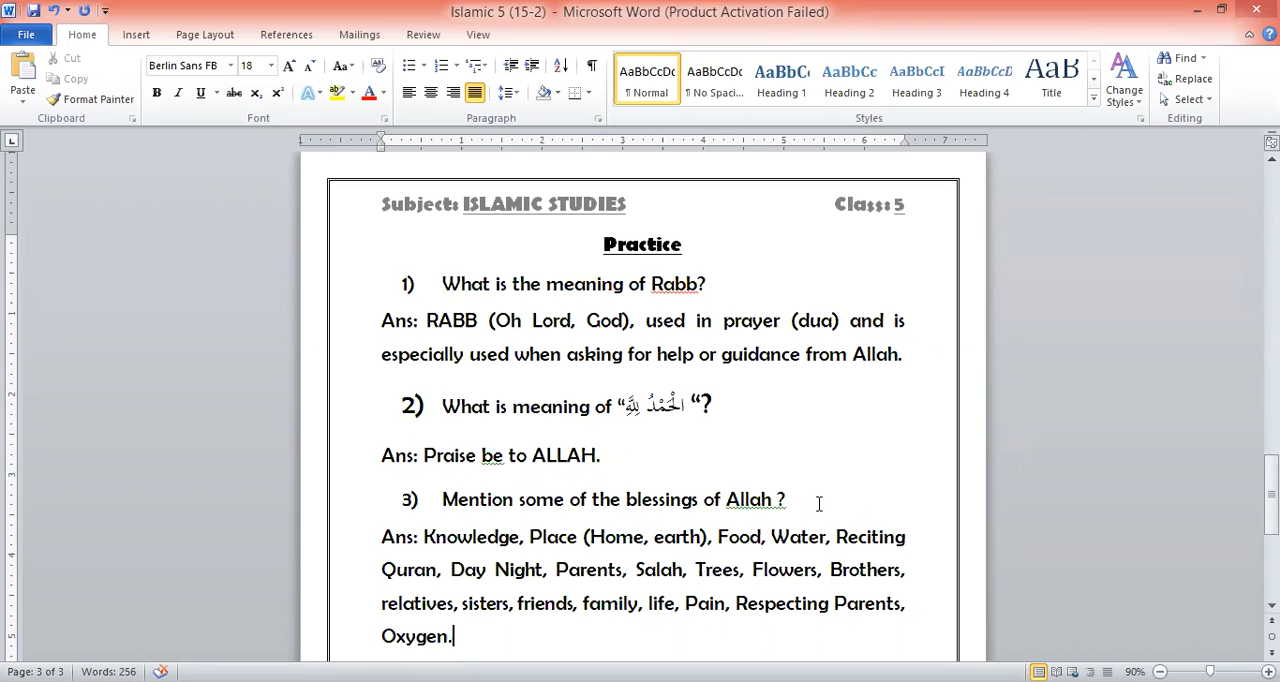 Islamic 5 (15-2) - Microsoft Word (Product Activation Failed)
File Home Insert Page Layout References Mailings Review View
Paste Cut Copy Format Painter Clipboard
Berlin Sans FB 18 Font
Paragraph
AaBbCcDc ¶ Normal AaBbCcDc ¶ No Spaci... AaBbC Heading 1 AaBbCc Heading 2 AaBbCcI Heading 3 AaBbCcD Heading 4 AaBb Title Change Styles Styles
Find Replace Select Editing
Subject: ISLAMIC STUDIES Class: 5
Practice
1) What is the meaning of Rabb?
Ans: RABB (Oh Lord, God), used in prayer (dua) and is
especially used when asking for help or guidance from Allah.
2) What is meaning of “الْحَمْدُ لِلَّهِ “?
Ans: Praise be to ALLAH.
3) Mention some of the blessings of Allah ?
Ans: Knowledge, Place (Home, earth), Food, Water, Reciting
Quran, Day Night, Parents, Salah, Trees, Flowers, Brothers,
relatives, sisters, friends, family, life, Pain, Respecting Parents,
Oxygen.
Page: 3 of 3 Words: 256 90%